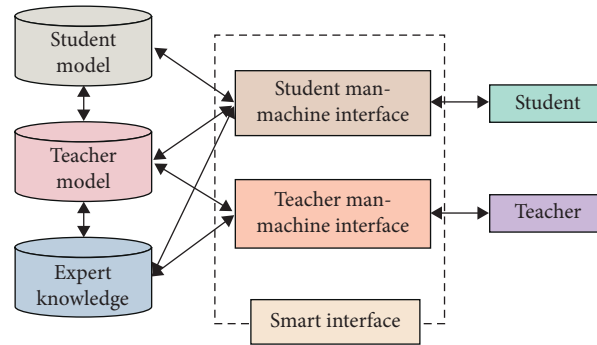 Student
model
Teacher
model
Expert
knowledge
Student man-
machine interface
Teacher man-
machine interface
Smart interface
Student
Teacher